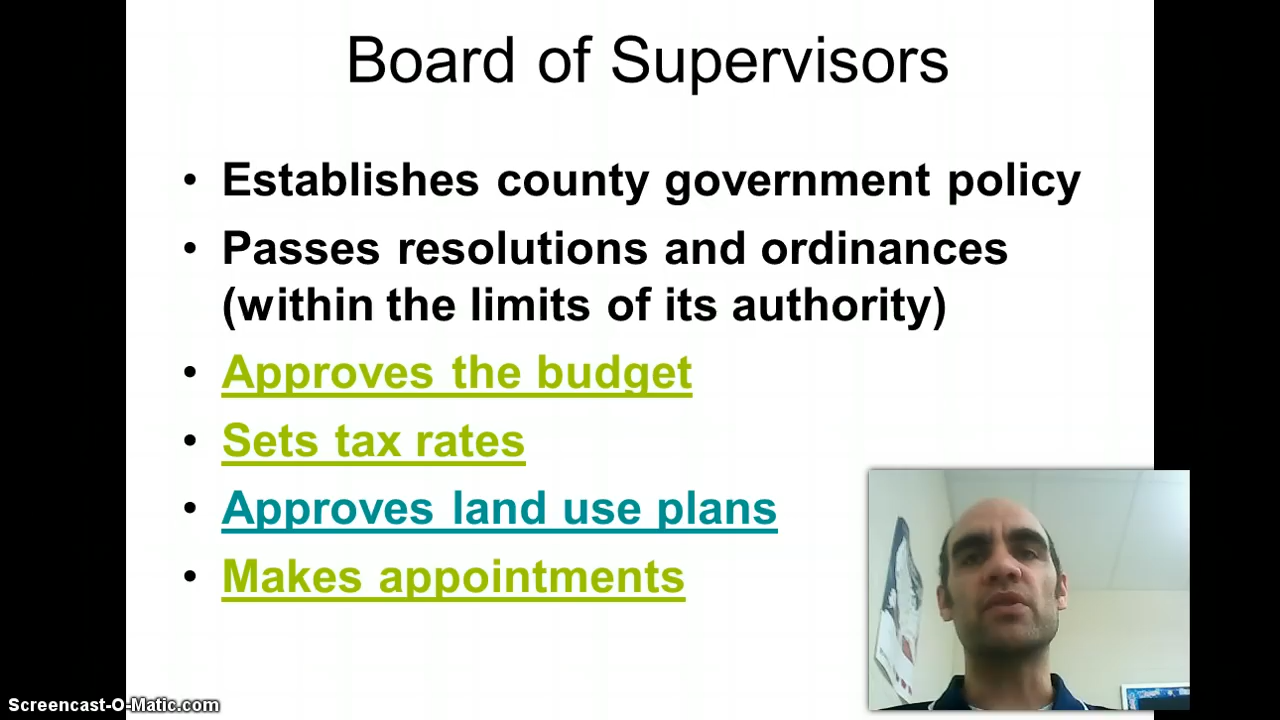 Board of Supervisors
• Establishes county government policy
• Passes resolutions and ordinances
(within the limits of its authority)
• Approves the budget
• Sets tax rates
• Approves land use plans
• Makes appointments
Screencast-O-Matic.com